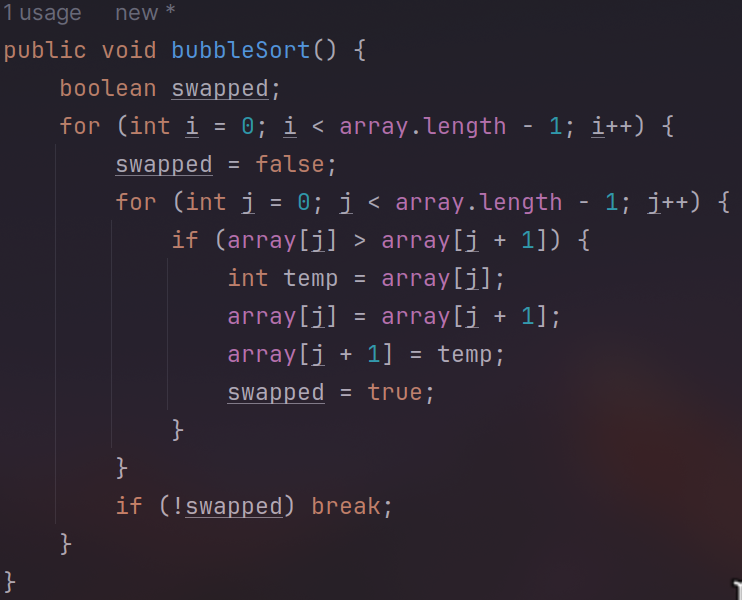 1 usage new *
public void bubbleSort() {
    boolean swapped;
    for (int i = 0; i < array.length - 1; i++) {
        swapped = false;
        for (int j = 0; j < array.length - 1; j++) {
            if (array[j] > array[j + 1]) {
                int temp = array[j];
                array[j] = array[j + 1];
                array[j + 1] = temp;
                swapped = true;
            }
        }
        if (!swapped) break;
    }
}